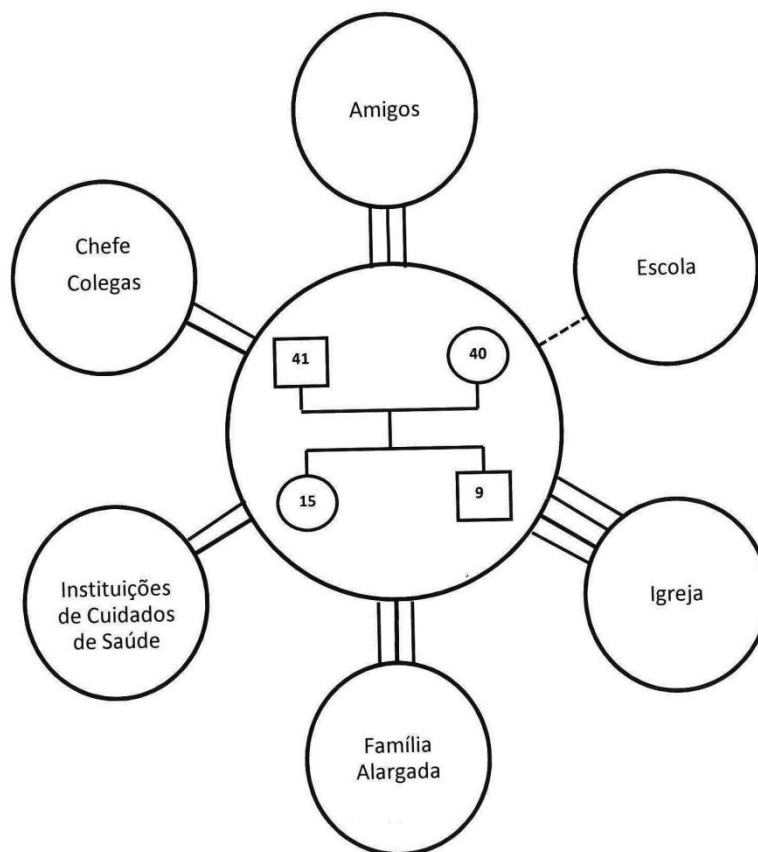 Amigos
Chefe
Colegas
Escola
41
40
15
9
Instituições
de Cuidados
de Saúde
Igreja
Família
Alargada